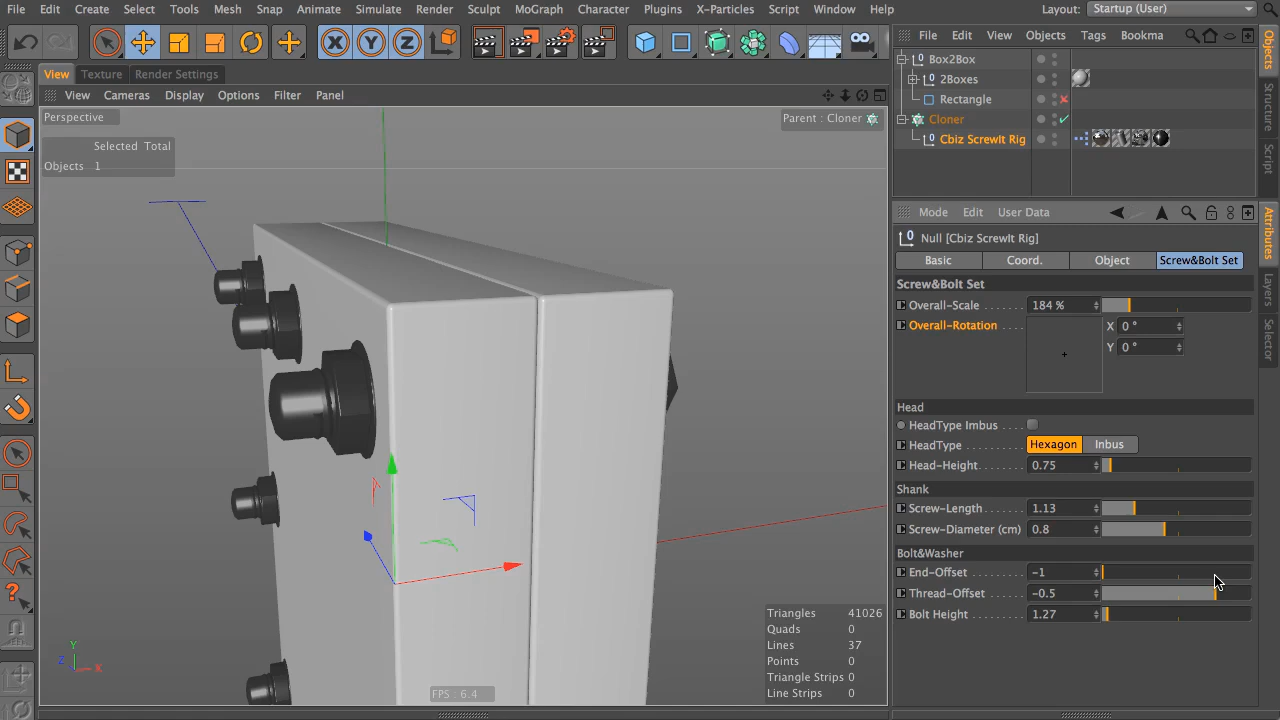 File Edit Create Select Tools Mesh Snap Animate Simulate Render Sculpt MoGraph Character Plugins X-Particles Script Window Help Layout: Startup (User)
X Y Z
File Edit View Objects Tags Bookma
Box2Box
2Boxes
Rectangle
Cloner
Cbiz ScrewIt Rig
View Texture Render Settings
View Cameras Display Options Filter Panel
Perspective
Parent : Cloner
Selected Total
Objects 1
Triangles 41026
Quads 0
Lines 37
Points 0
Triangle Strips 0
Line Strips 0
FPS : 6.4
Y
Z X
Mode Edit User Data
Null [Cbiz ScrewIt Rig]
Basic Coord. Object Screw&Bolt Set
Screw&Bolt Set
Overall-Scale 184 %
Overall-Rotation X 0 °
Y 0 °
Head
HeadType Imbus
HeadType Hexagon Inbus
Head-Height 0.75
Shank
Screw-Length 1.13
Screw-Diameter (cm) 0.8
Bolt&Washer
End-Offset -1
Thread-Offset -0.5
Bolt Height 1.27
Objects
Structure
Script
Attributes
Layers
Selector